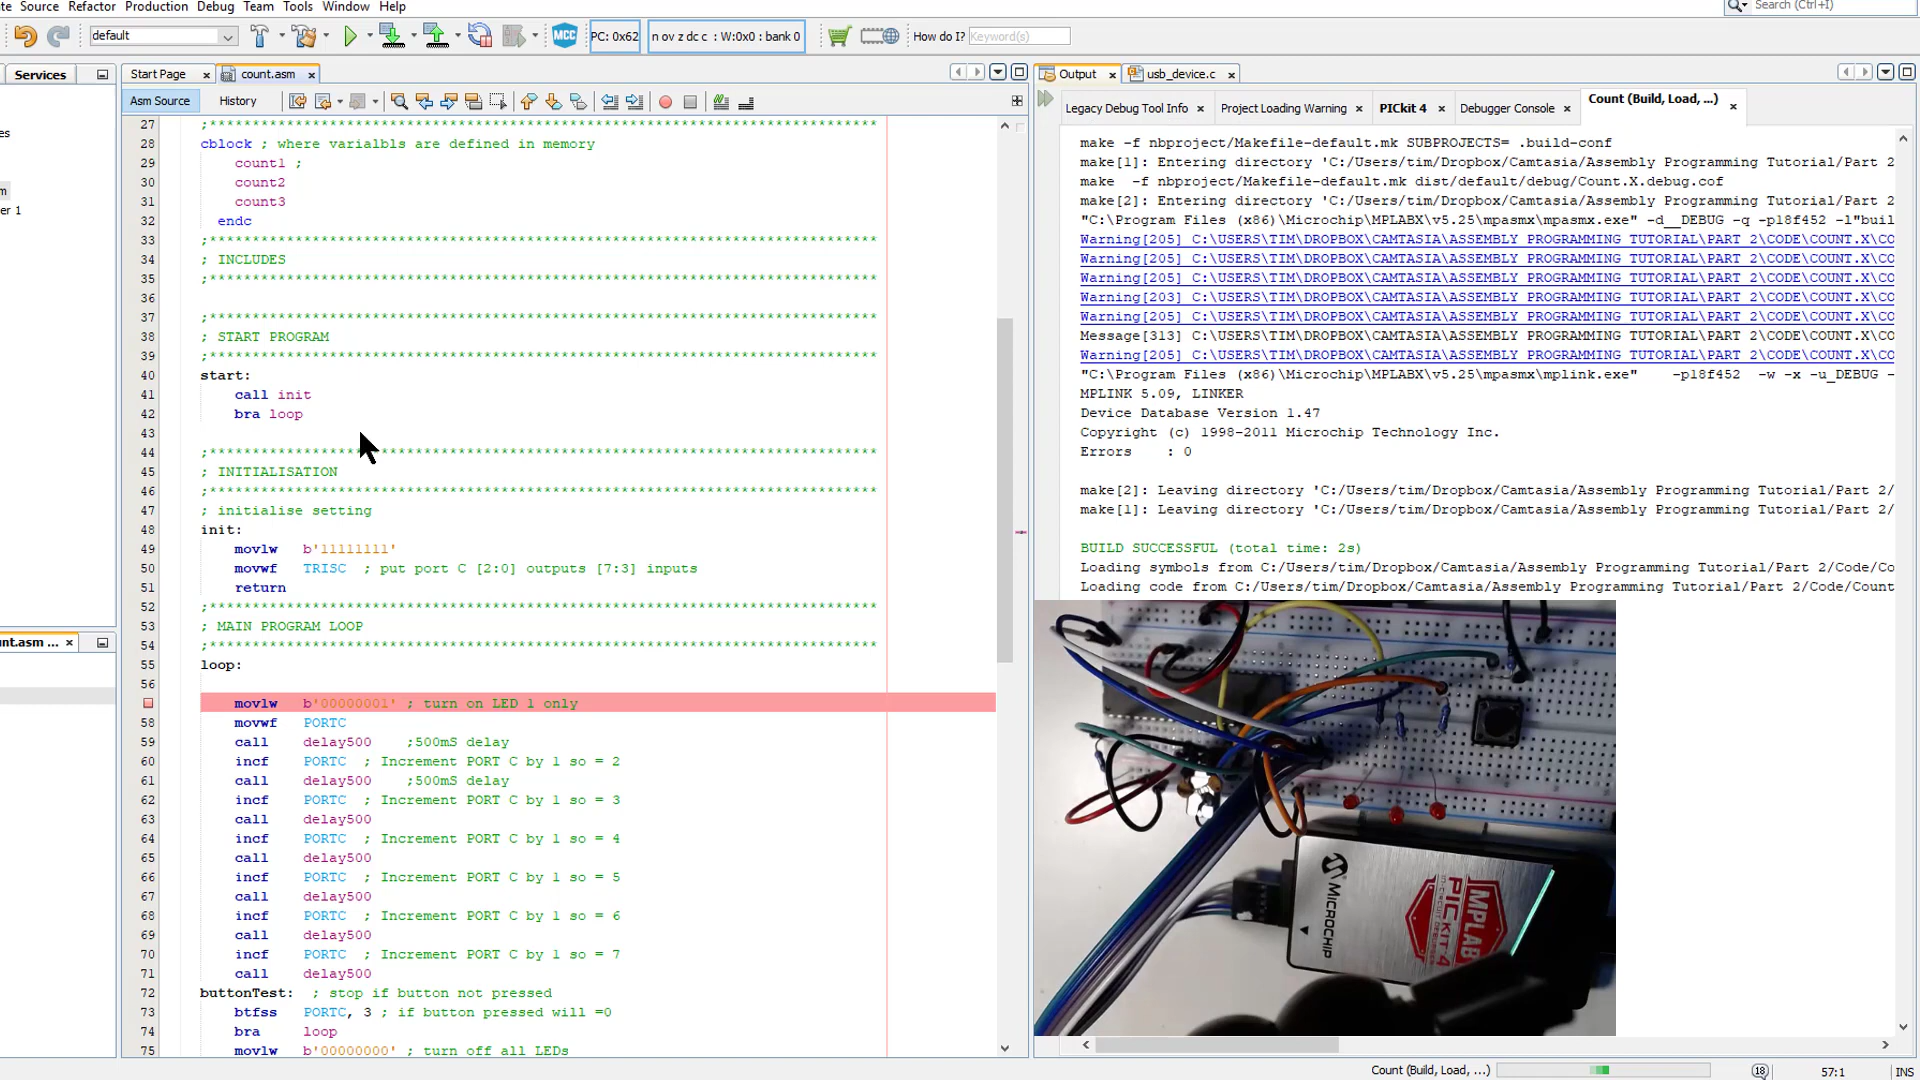 Source Refactor Production Debug Team Tools Window Help
Search (Ctrl+I)
default
MCC
PC: 0x62
n ov z dc c : W:0x0 : bank 0
How do I?
Keyword(s)
Services
Start Page
count.asm
Asm Source
History
27 ;*******************************************************************************
28 cblock ; where varialbls are defined in memory
29 count1 ;
30 count2
31 count3
32 endc
33 ;*******************************************************************************
34 ; INCLUDES
35 ;*******************************************************************************
36
37 ;*******************************************************************************
38 ; START PROGRAM
39 ;*******************************************************************************
40 start:
41 call init
42 bra loop
43
44 ;*******************************************************************************
45 ; INITIALISATION
46 ;*******************************************************************************
47 ; initialise setting
48 init:
49 movlw b'11111111'
50 movwf TRISC ; put port C [2:0] outputs [7:3] inputs
51 return
52 ;*******************************************************************************
53 ; MAIN PROGRAM LOOP
54 ;*******************************************************************************
55 loop:
56
movlw b'00000001' ; turn on LED 1 only
58 movwf PORTC
59 call delay500 ;500mS delay
60 incf PORTC ; Increment PORT C by 1 so = 2
61 call delay500 ;500mS delay
62 incf PORTC ; Increment PORT C by 1 so = 3
63 call delay500
64 incf PORTC ; Increment PORT C by 1 so = 4
65 call delay500
66 incf PORTC ; Increment PORT C by 1 so = 5
67 call delay500
68 incf PORTC ; Increment PORT C by 1 so = 6
69 call delay500
70 incf PORTC ; Increment PORT C by 1 so = 7
71 call delay500
72 buttonTest: ; stop if button not pressed
73 btfss PORTC, 3 ; if button pressed will =0
74 bra loop
75 movlw b'00000000' ; turn off all LEDs
es
m
er 1
nt.asm ...
Output
usb_device.c
Legacy Debug Tool Info
Project Loading Warning
PICkit 4
Debugger Console
Count (Build, Load, ...)
make -f nbproject/Makefile-default.mk SUBPROJECTS= .build-conf
make[1]: Entering directory 'C:/Users/tim/Dropbox/Camtasia/Assembly Programming Tutorial/Part 2
make -f nbproject/Makefile-default.mk dist/default/debug/Count.X.debug.cof
make[2]: Entering directory 'C:/Users/tim/Dropbox/Camtasia/Assembly Programming Tutorial/Part 2
"C:\Program Files (x86)\Microchip\MPLABX\v5.25\mpasmx\mpasmx.exe" -d__DEBUG -q -p18f452 -l"buil
Warning[205] C:\USERS\TIM\DROPBOX\CAMTASIA\ASSEMBLY PROGRAMMING TUTORIAL\PART 2\CODE\COUNT.X\CO
Warning[205] C:\USERS\TIM\DROPBOX\CAMTASIA\ASSEMBLY PROGRAMMING TUTORIAL\PART 2\CODE\COUNT.X\CO
Warning[205] C:\USERS\TIM\DROPBOX\CAMTASIA\ASSEMBLY PROGRAMMING TUTORIAL\PART 2\CODE\COUNT.X\CO
Warning[203] C:\USERS\TIM\DROPBOX\CAMTASIA\ASSEMBLY PROGRAMMING TUTORIAL\PART 2\CODE\COUNT.X\CO
Warning[205] C:\USERS\TIM\DROPBOX\CAMTASIA\ASSEMBLY PROGRAMMING TUTORIAL\PART 2\CODE\COUNT.X\CO
Message[313] C:\USERS\TIM\DROPBOX\CAMTASIA\ASSEMBLY PROGRAMMING TUTORIAL\PART 2\CODE\COUNT.X\CO
Warning[205] C:\USERS\TIM\DROPBOX\CAMTASIA\ASSEMBLY PROGRAMMING TUTORIAL\PART 2\CODE\COUNT.X\CO
"C:\Program Files (x86)\Microchip\MPLABX\v5.25\mpasmx\mplink.exe" -p18f452 -w -x -u_DEBUG -
MPLINK 5.09, LINKER
Device Database Version 1.47
Copyright (c) 1998-2011 Microchip Technology Inc.
Errors : 0
make[2]: Leaving directory 'C:/Users/tim/Dropbox/Camtasia/Assembly Programming Tutorial/Part 2/
make[1]: Leaving directory 'C:/Users/tim/Dropbox/Camtasia/Assembly Programming Tutorial/Part 2/
BUILD SUCCESSFUL (total time: 2s)
Loading symbols from C:/Users/tim/Dropbox/Camtasia/Assembly Programming Tutorial/Part 2/Code/Co
Loading code from C:/Users/tim/Dropbox/Camtasia/Assembly Programming Tutorial/Part 2/Code/Count
MICROCHIP
MPLAB
PICKIT 4
Count (Build, Load, ...)
18
57:1
INS